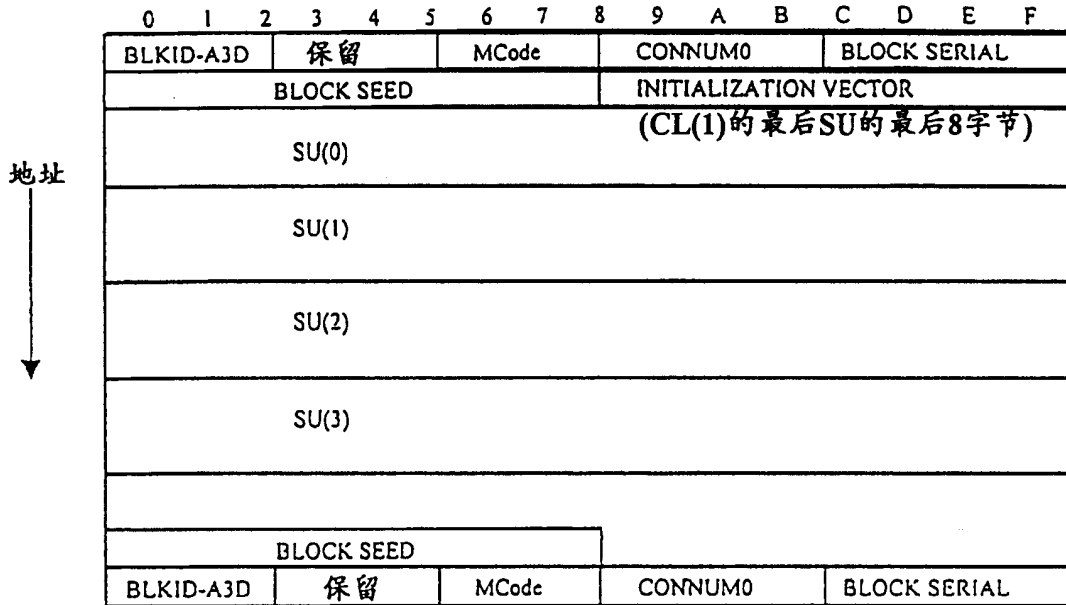 0 1 2 3 4 5 6 7 8 9 A B C D E F
BLKID-A3D 保留 MCode CONNUM0 BLOCK SERIAL
BLOCK SEED INITIALIZATION VECTOR
(CL(1)的最后SU的最后8字节)
SU(0)
地址
SU(1)
SU(2)
SU(3)
BLOCK SEED
BLKID-A3D 保留 MCode CONNUM0 BLOCK SERIAL